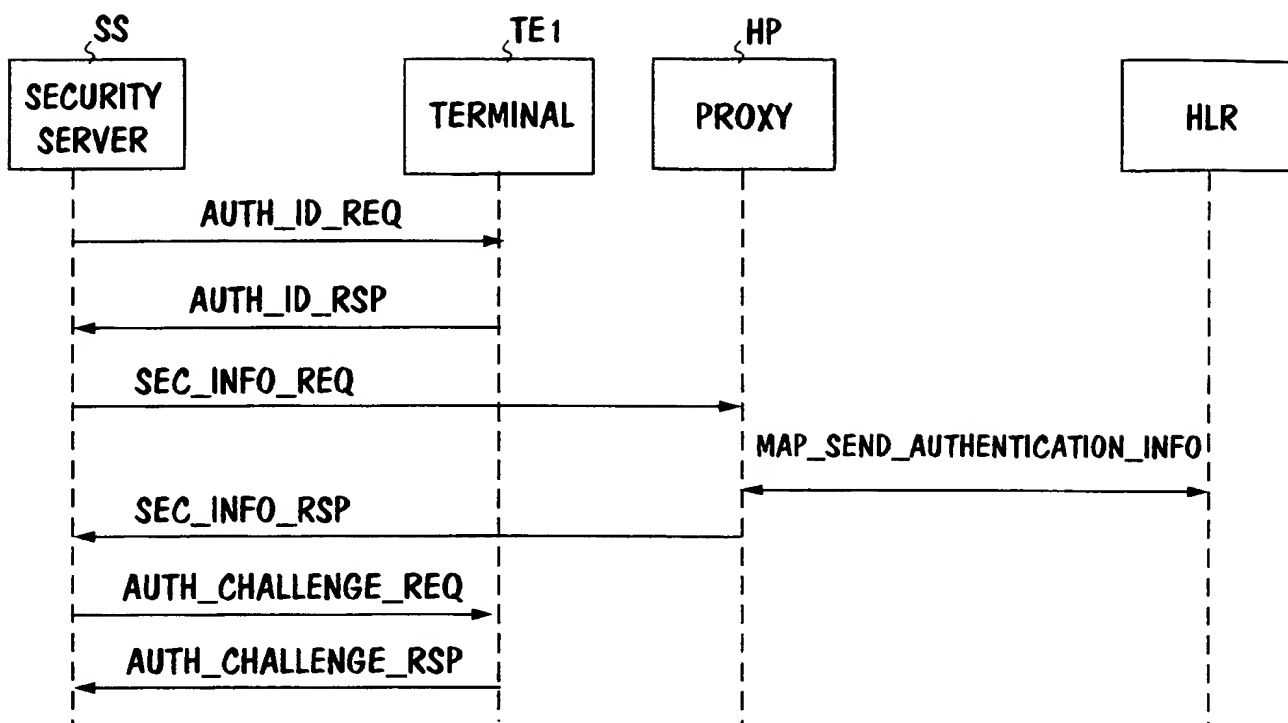 SS
TE1
HP
SECURITY
SERVER
TERMINAL
PROXY
HLR
AUTH_ID_REQ
AUTH_ID_RSP
SEC_INFO_REQ
MAP_SEND_AUTHENTICATION_INFO
SEC_INFO_RSP
AUTH_CHALLENGE_REQ
AUTH_CHALLENGE_RSP